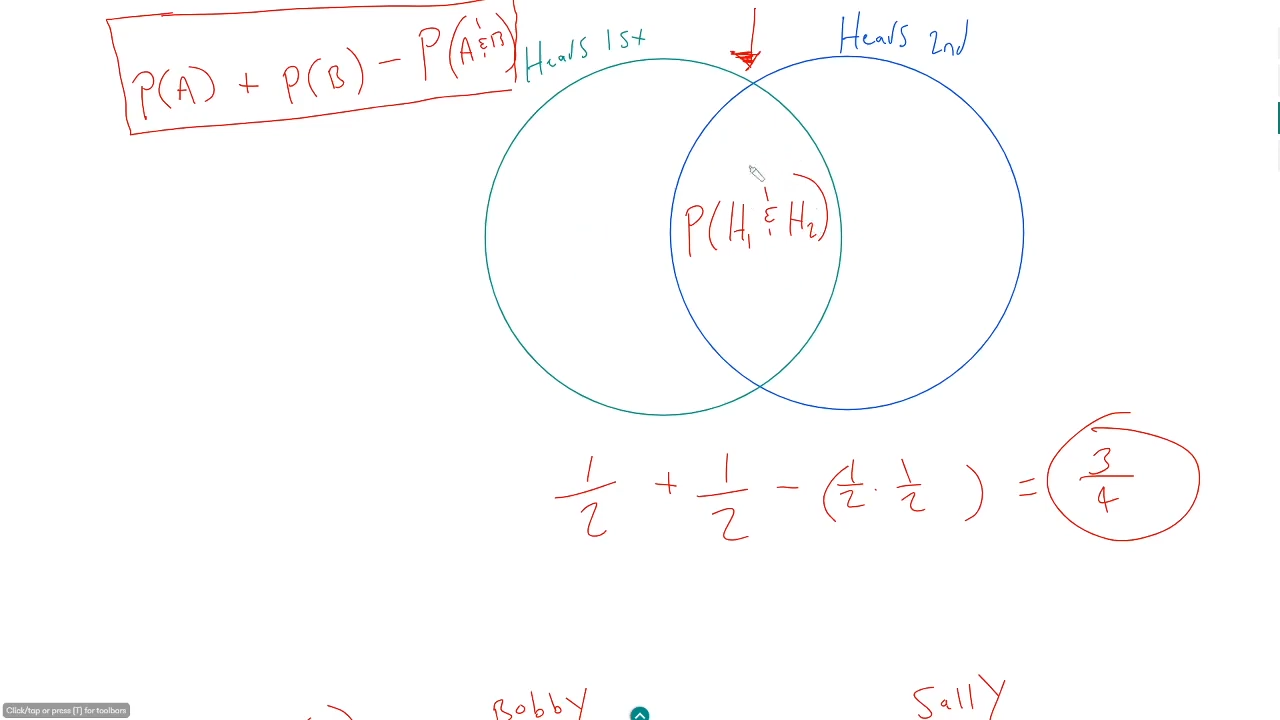 P(A) + P(B) - P(A & B)
Heads 1st
Heads 2nd
P(H₁ & H₂)
1/2 + 1/2 - (1/2 · 1/2) = 3/4
Bobby
Sally
Click/tap or press [T] for toolbars